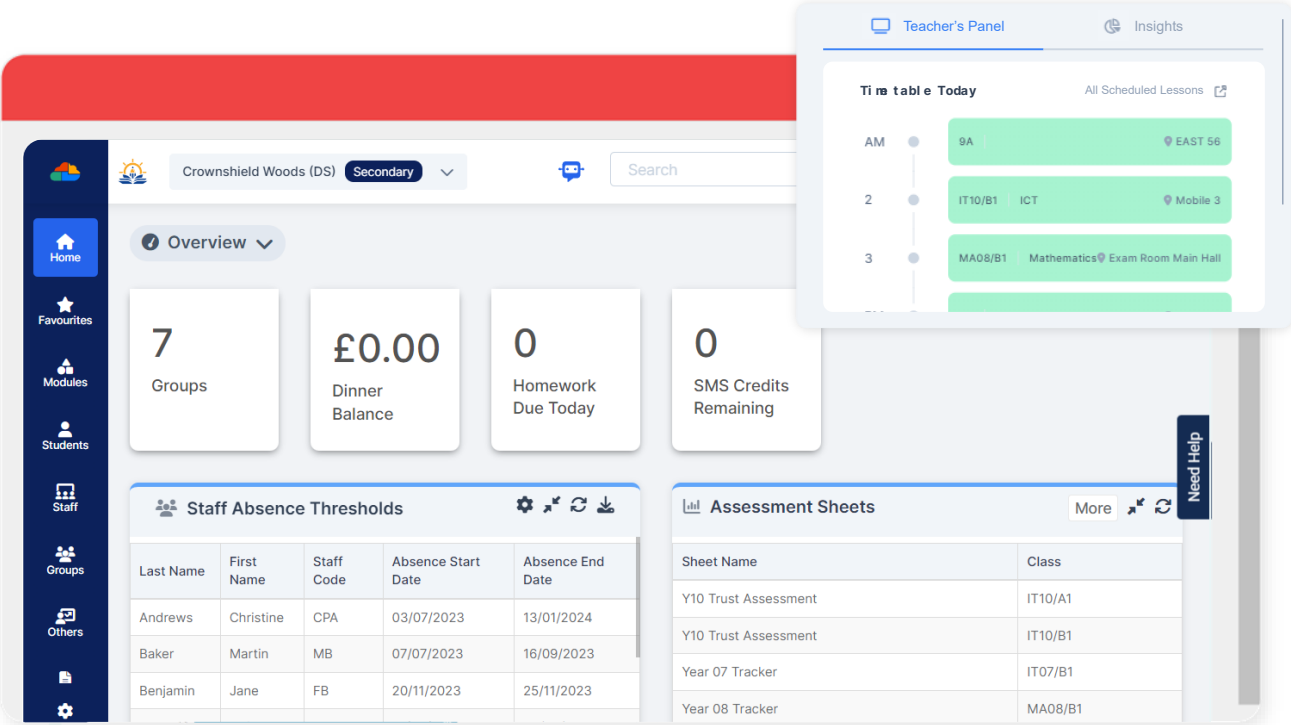 Teacher's Panel
Insights
Timetable Today
All Scheduled Lessons
AM
9A
EAST 56
2
IT10/B1
ICT
Mobile 3
3
MA08/B1
Mathematics
Exam Room Main Hall
Crownshield Woods (DS)
Secondary
Search
Home
Favourites
Modules
Students
Staff
Groups
Others
Overview
7
Groups
£0.00
Dinner
Balance
0
Homework
Due Today
0
SMS Credits
Remaining
Need Help
Staff Absence Thresholds
Last Name First Name Staff Code Absence Start Date Absence End Date
Andrews Christine CPA 03/07/2023 13/01/2024
Baker Martin MB 07/07/2023 16/09/2023
Benjamin Jane FB 20/11/2023 25/11/2023
Assessment Sheets
More
Sheet Name Class
Y10 Trust Assessment IT10/A1
Y10 Trust Assessment IT10/B1
Year 07 Tracker IT07/B1
Year 08 Tracker MA08/B1